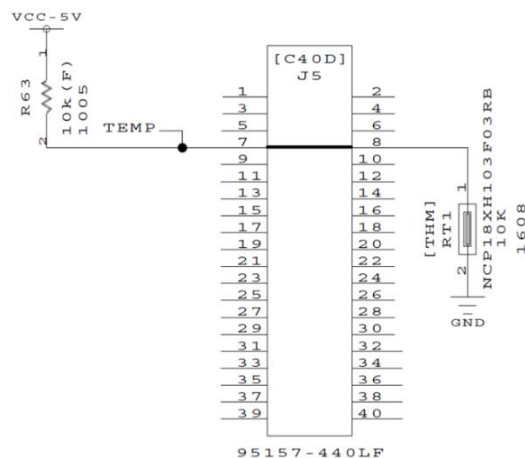 VCC-5V
1
R63
10k(F)
1005
2
TEMP
[C40D]
J5
1 2
3 4
5 6
7 8
9 10
11 12
13 14
15 16
17 18
19 20
21 22
23 24
25 26
27 28
29 30
31 32
33 34
35 36
37 38
39 40
95157-440LF
1
[THM]
RT1
NCP18XH103F03RB
10K
1608
2
GND